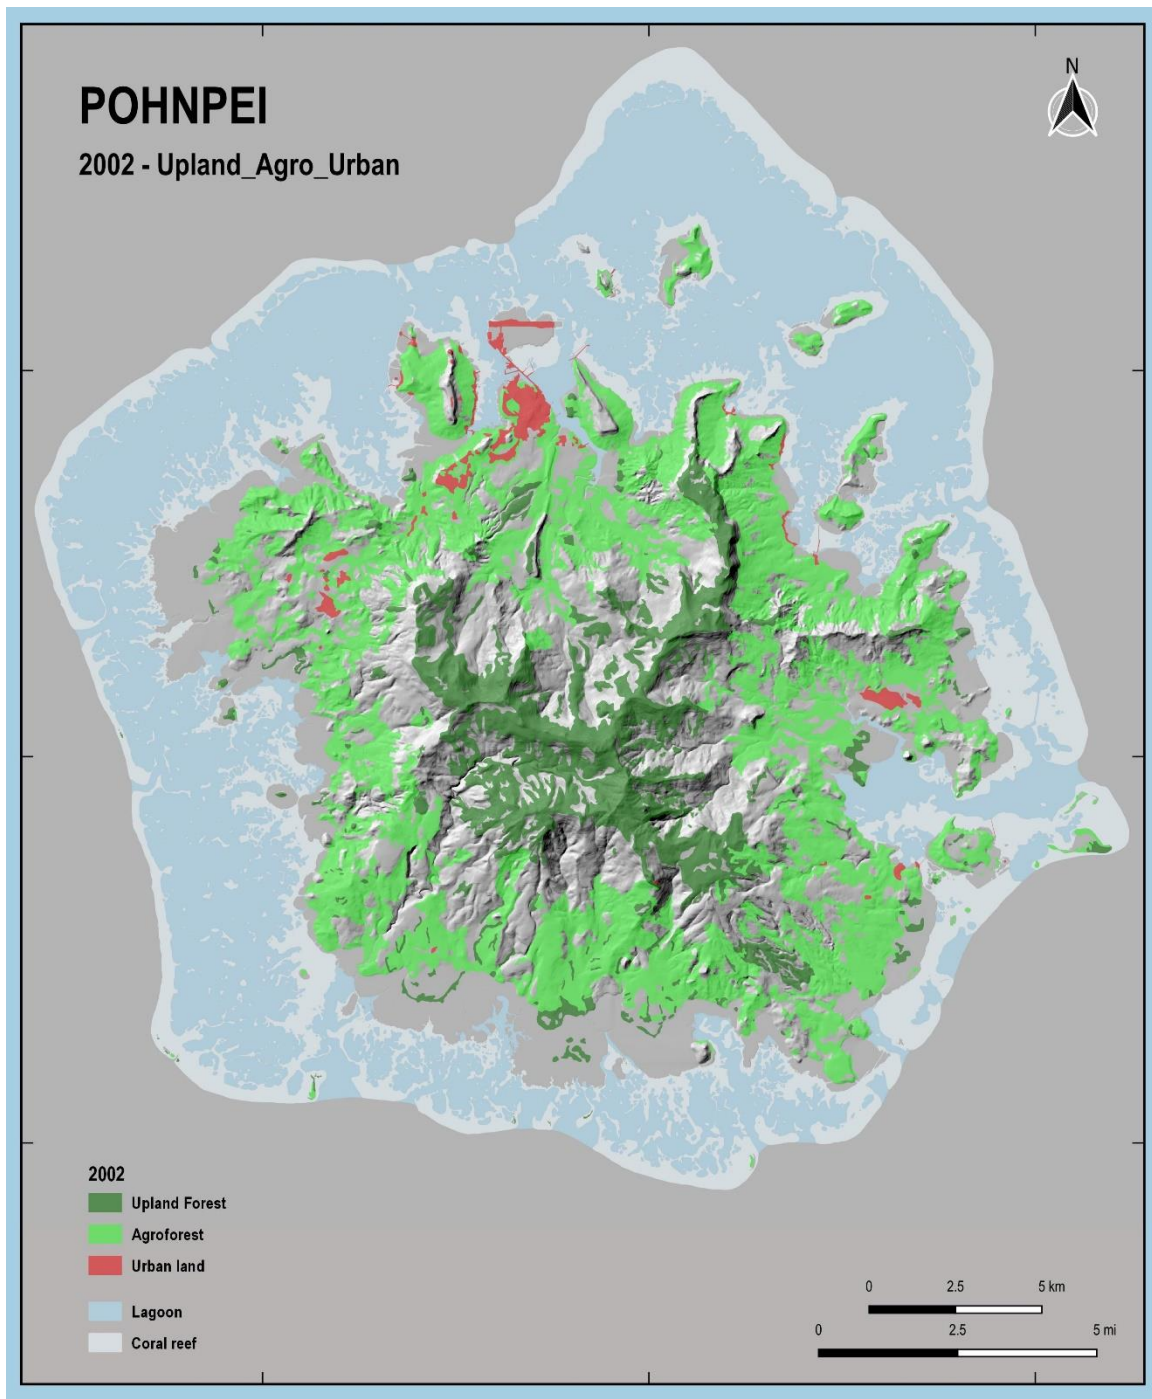 N
POHNPEI
2002 - Upland_Agro_Urban
2002
Upland Forest
Agroforest
Urban land
Lagoon
Coral reef
0 2.5 5 km
0 2.5 5 mi